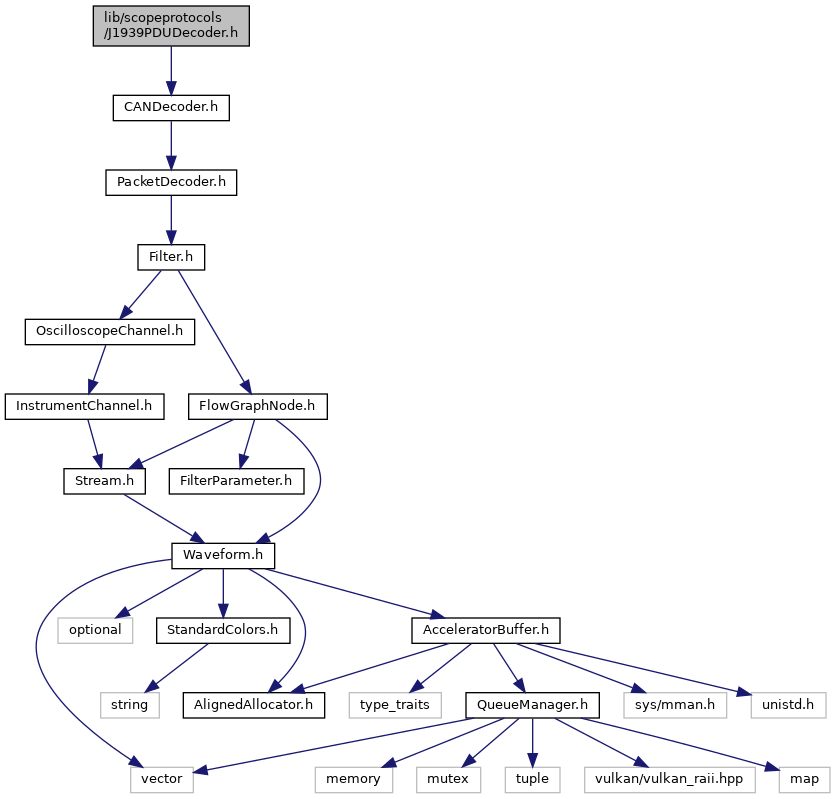 lib/scopeprotocols
/J1939PDUDecoder.h
CANDecoder.h
PacketDecoder.h
Filter.h
OscilloscopeChannel.h
InstrumentChannel.h
FlowGraphNode.h
Stream.h
FilterParameter.h
Waveform.h
optional
StandardColors.h
AcceleratorBuffer.h
string
AlignedAllocator.h
type_traits
QueueManager.h
sys/mman.h
unistd.h
vector
memory
mutex
tuple
vulkan/vulkan_raii.hpp
map